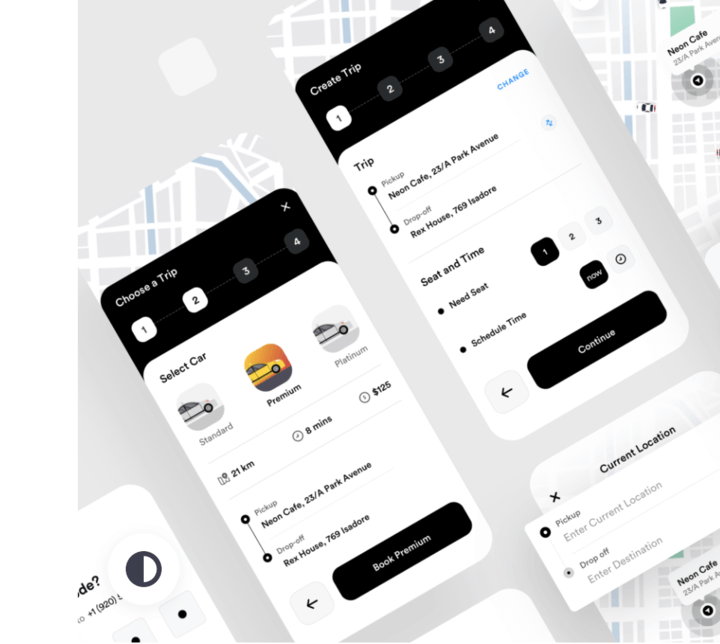 Create Trip
1
2
3
4
CHANGE
Trip
Pickup
Neon Cafe, 23/A Park Avenue
Drop-off
Rex House, 769 Isadore
Seat and Time
Need Seat
1
2
3
Schedule Time
now
Continue
Choose a Trip
1
2
3
4
Select Car
Standard
Premium
Platinum
21 km
8 mins
$125
Pickup
Neon Cafe, 23/A Park Avenue
Drop-off
Rex House, 769 Isadore
Book Premium
Neon Cafe
23/A Park
Current Location
Pickup
Enter Current Location
Drop off
Enter Destination
Neon Cafe
23/A Park
+1 (920)